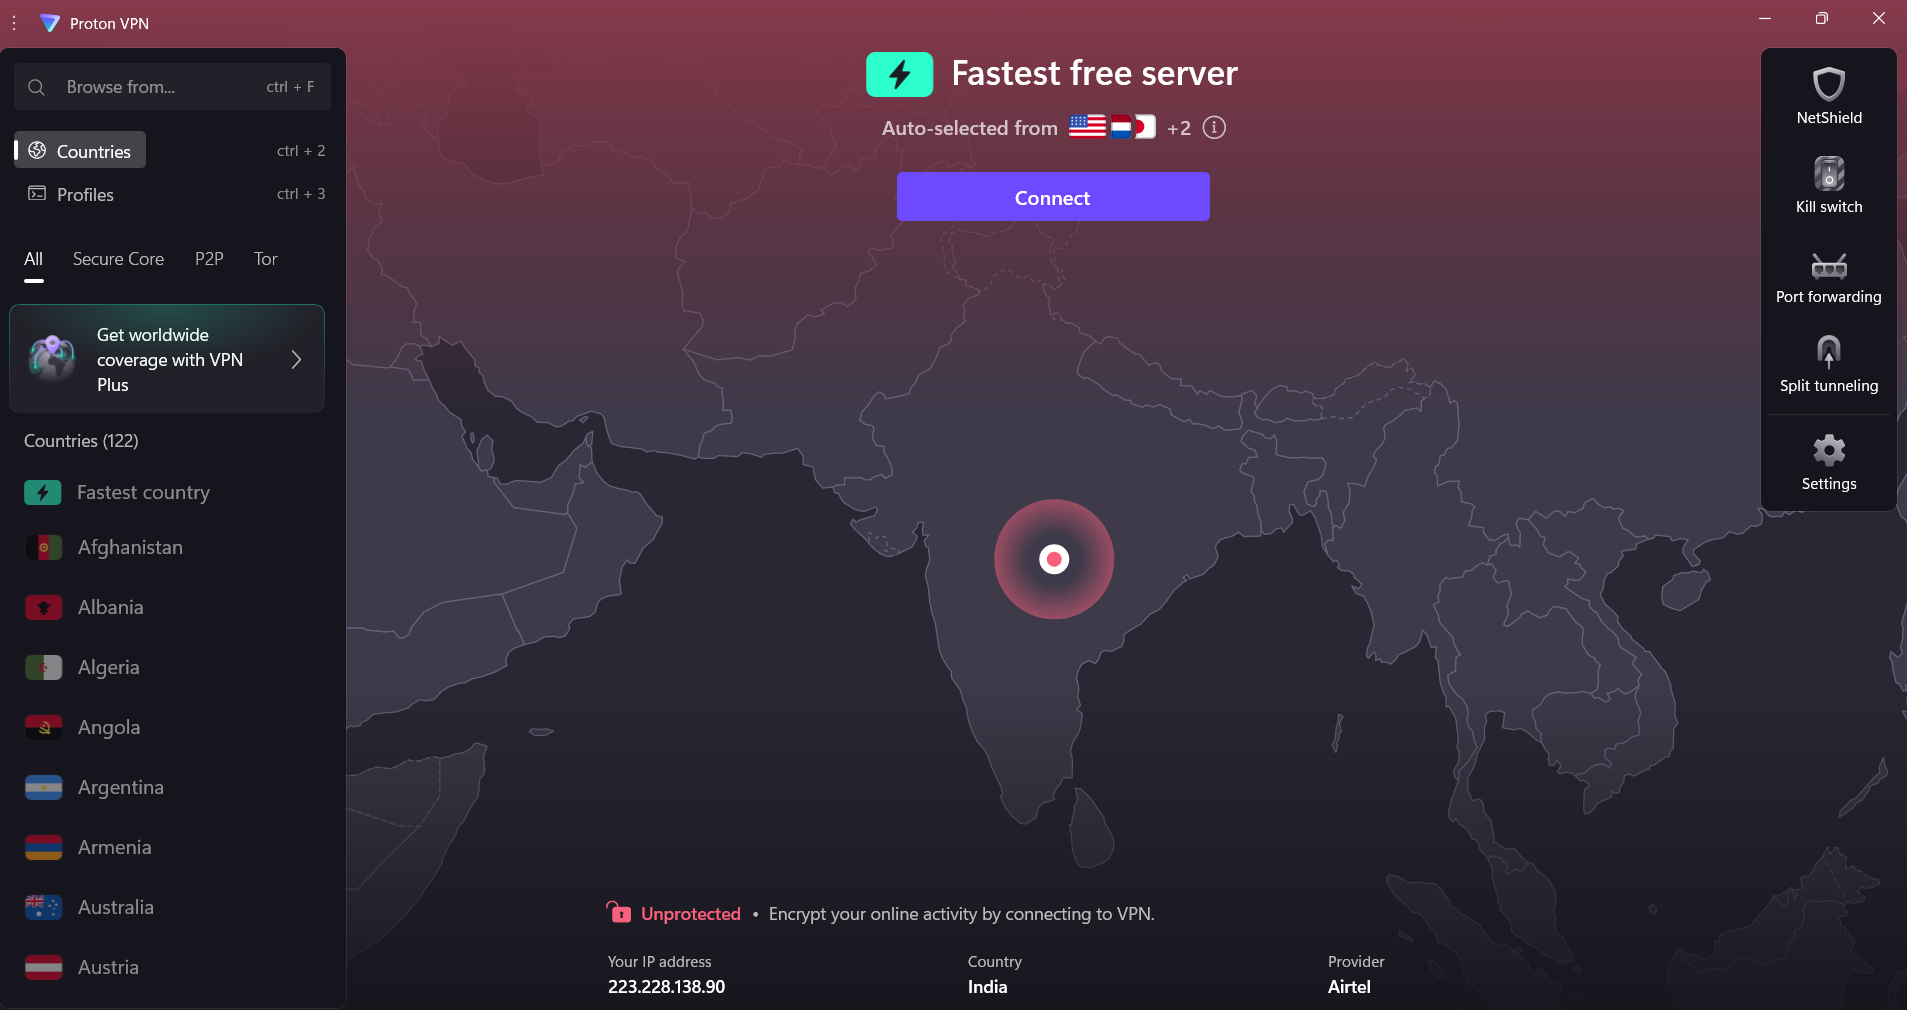 Proton VPN
Browse from...
ctrl + F
Countries
ctrl + 2
Profiles
ctrl + 3
All
Secure Core
P2P
Tor
Get worldwide
coverage with VPN
Plus
Countries (122)
Fastest country
Afghanistan
Albania
Algeria
Angola
Argentina
Armenia
Australia
Austria
Fastest free server
Auto-selected from +2
Connect
Unprotected • Encrypt your online activity by connecting to VPN.
Your IP address
223.228.138.90
Country
India
Provider
Airtel
NetShield
Kill switch
Port forwarding
Split tunneling
Settings